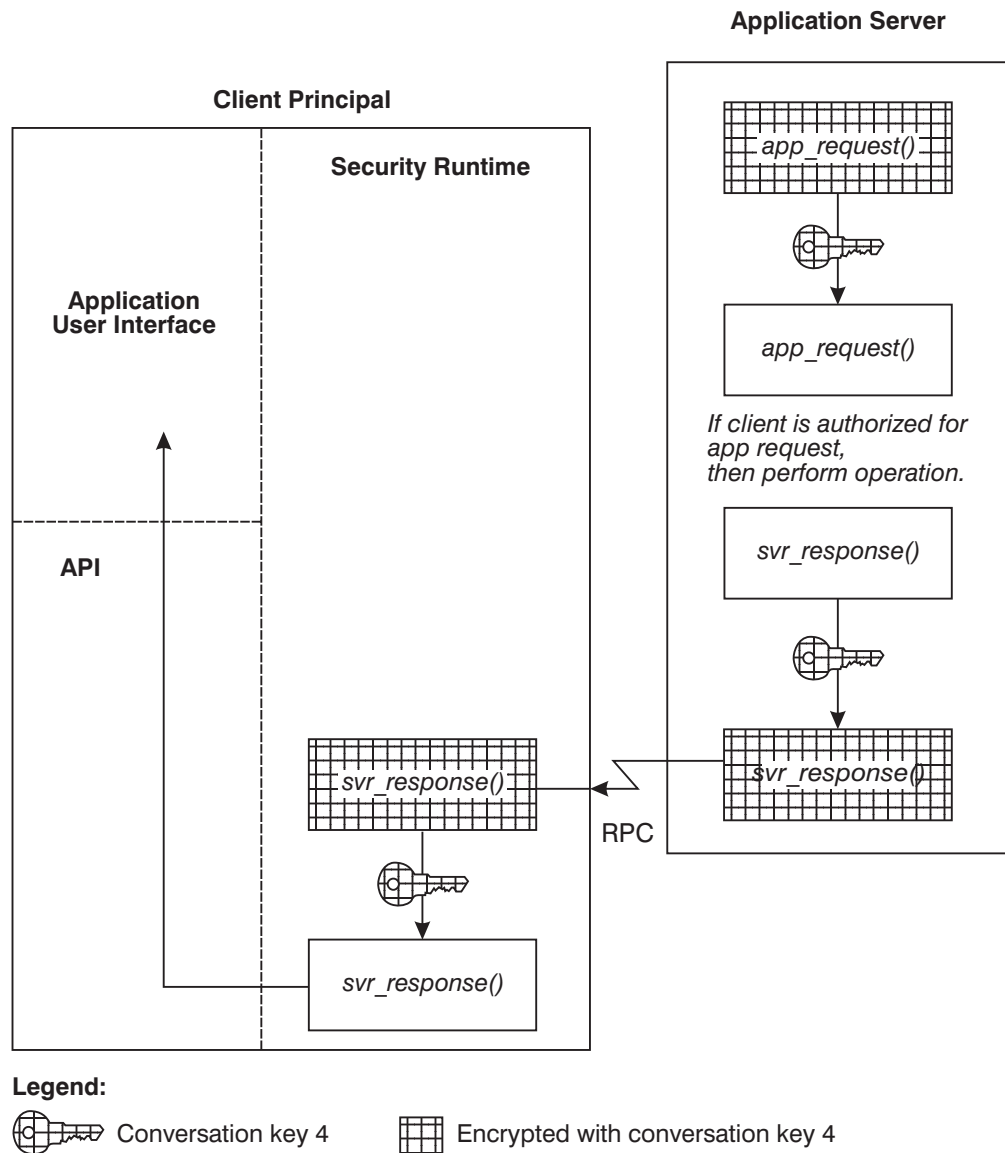 Application Server
Client Principal
Security Runtime
Application
User Interface
API
app_request()
app_request()
If client is authorized for
app request,
then perform operation.
svr_response()
svr_response()
RPC
svr_response()
svr_response()
Legend:
Conversation key 4
Encrypted with conversation key 4